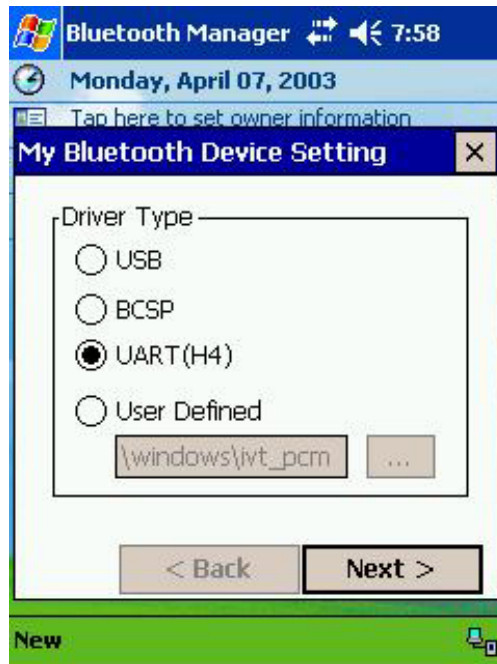 Bluetooth Manager 7:58
Monday, April 07, 2003
Tap here to set owner information
My Bluetooth Device Setting
Driver Type
USB
BCSP
UART(H4)
User Defined
\windows\ivt_pcm ...
< Back Next >
New